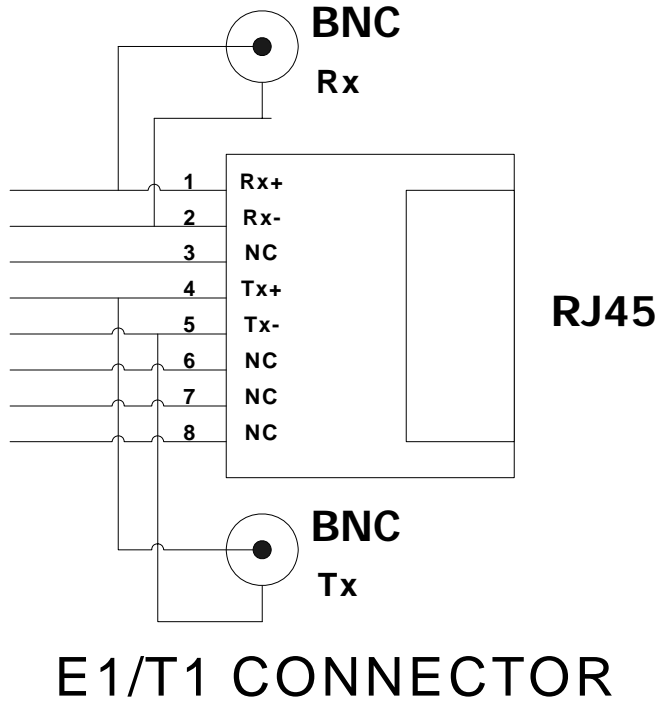 BNC
Rx
1 Rx+
2 Rx-
3 NC
4 Tx+
5 Tx-
6 NC
7 NC
8 NC
RJ45
BNC
Tx
E1/T1 CONNECTOR